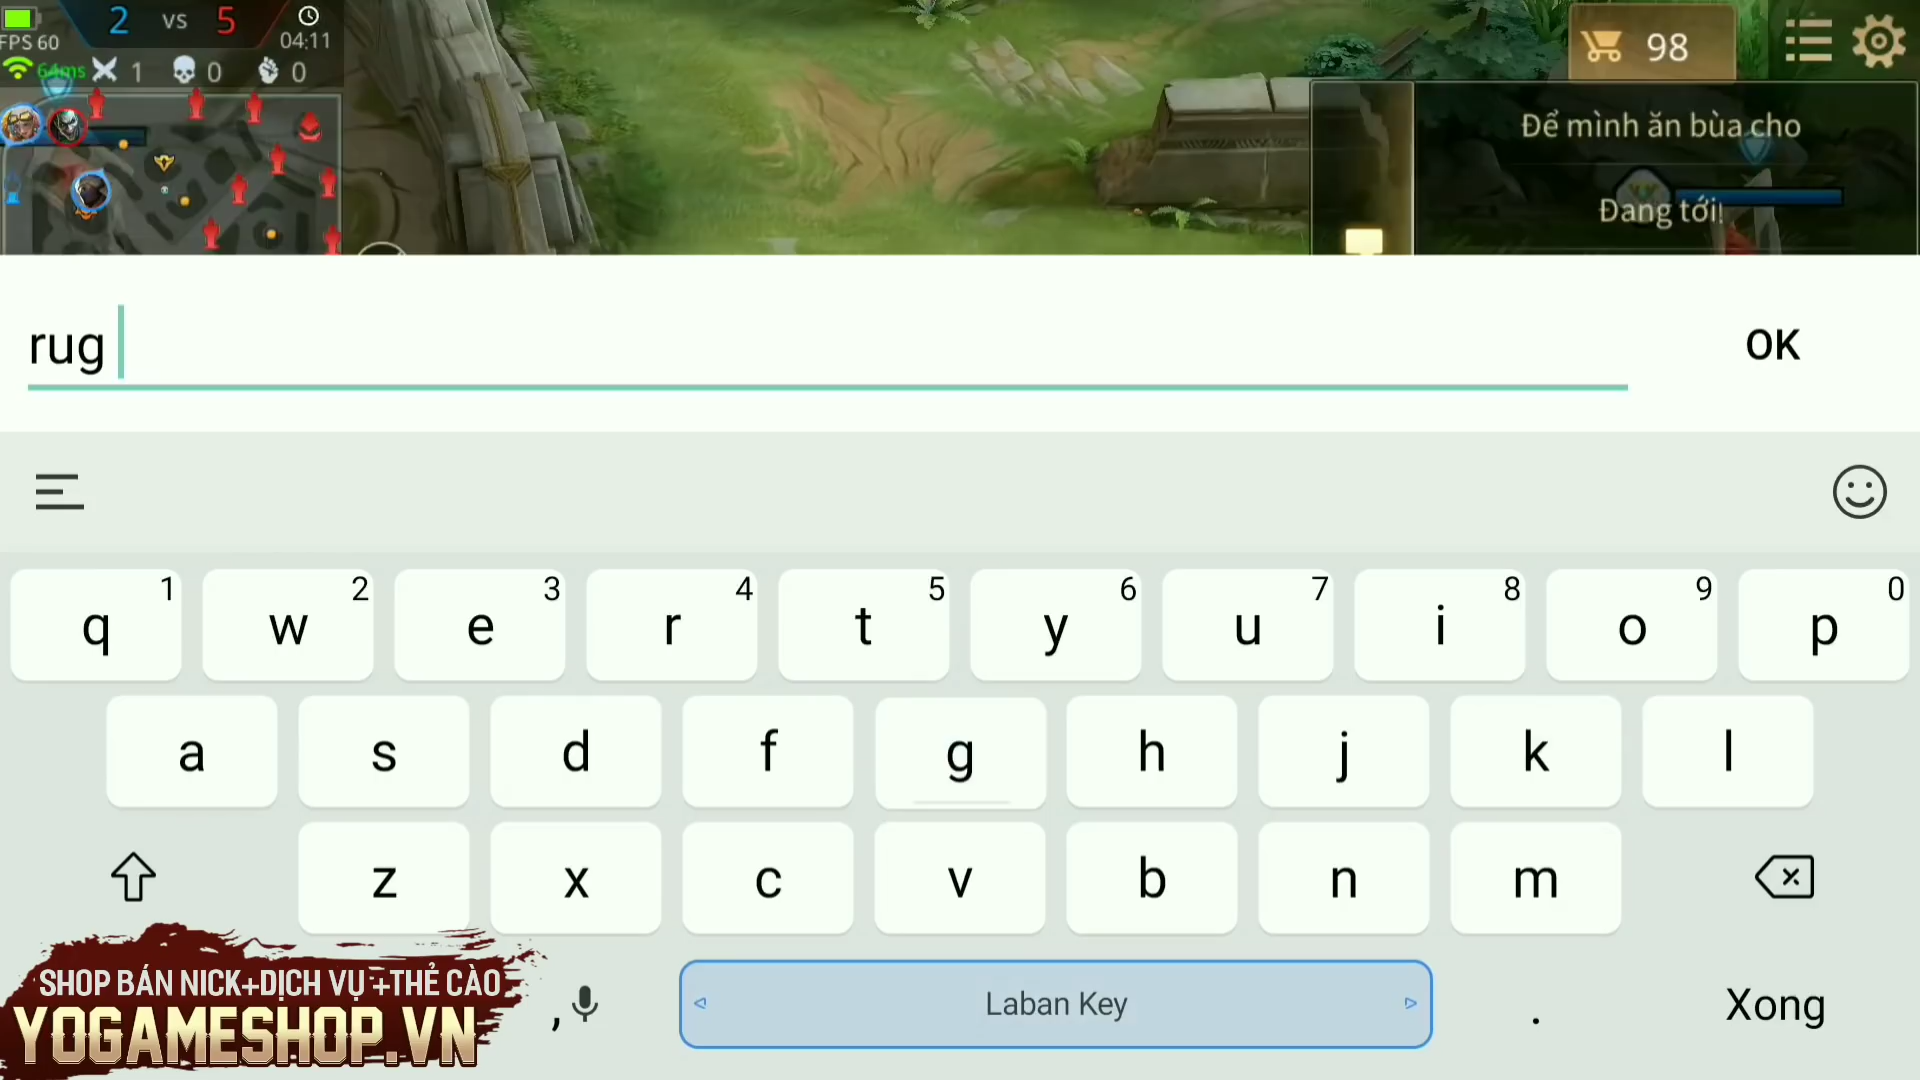 2 vs 5
04:11
FPS 60
64ms
1
0
0
98
Để mình ăn bùa cho
Đang tới!
rug
OK
1 2 3 4 5 6 7 8 9 0
q w e r t y u i o p
a s d f g h j k l
z x c v b n m
, Laban Key . Xong
SHOP BÁN NICK+DỊCH VỤ+THẺ CÀO
YOGAMESHOP.VN